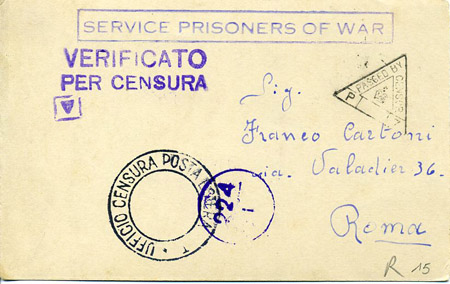 SERVICE PRISONERS OF WAR
VERIFICATO
PER CENSURA
PASSED BY
P T
Sig.
Franco Cartoni
via. Valadier 36.
Roma
UFFICIO CENSURA POSTA
224
R 15